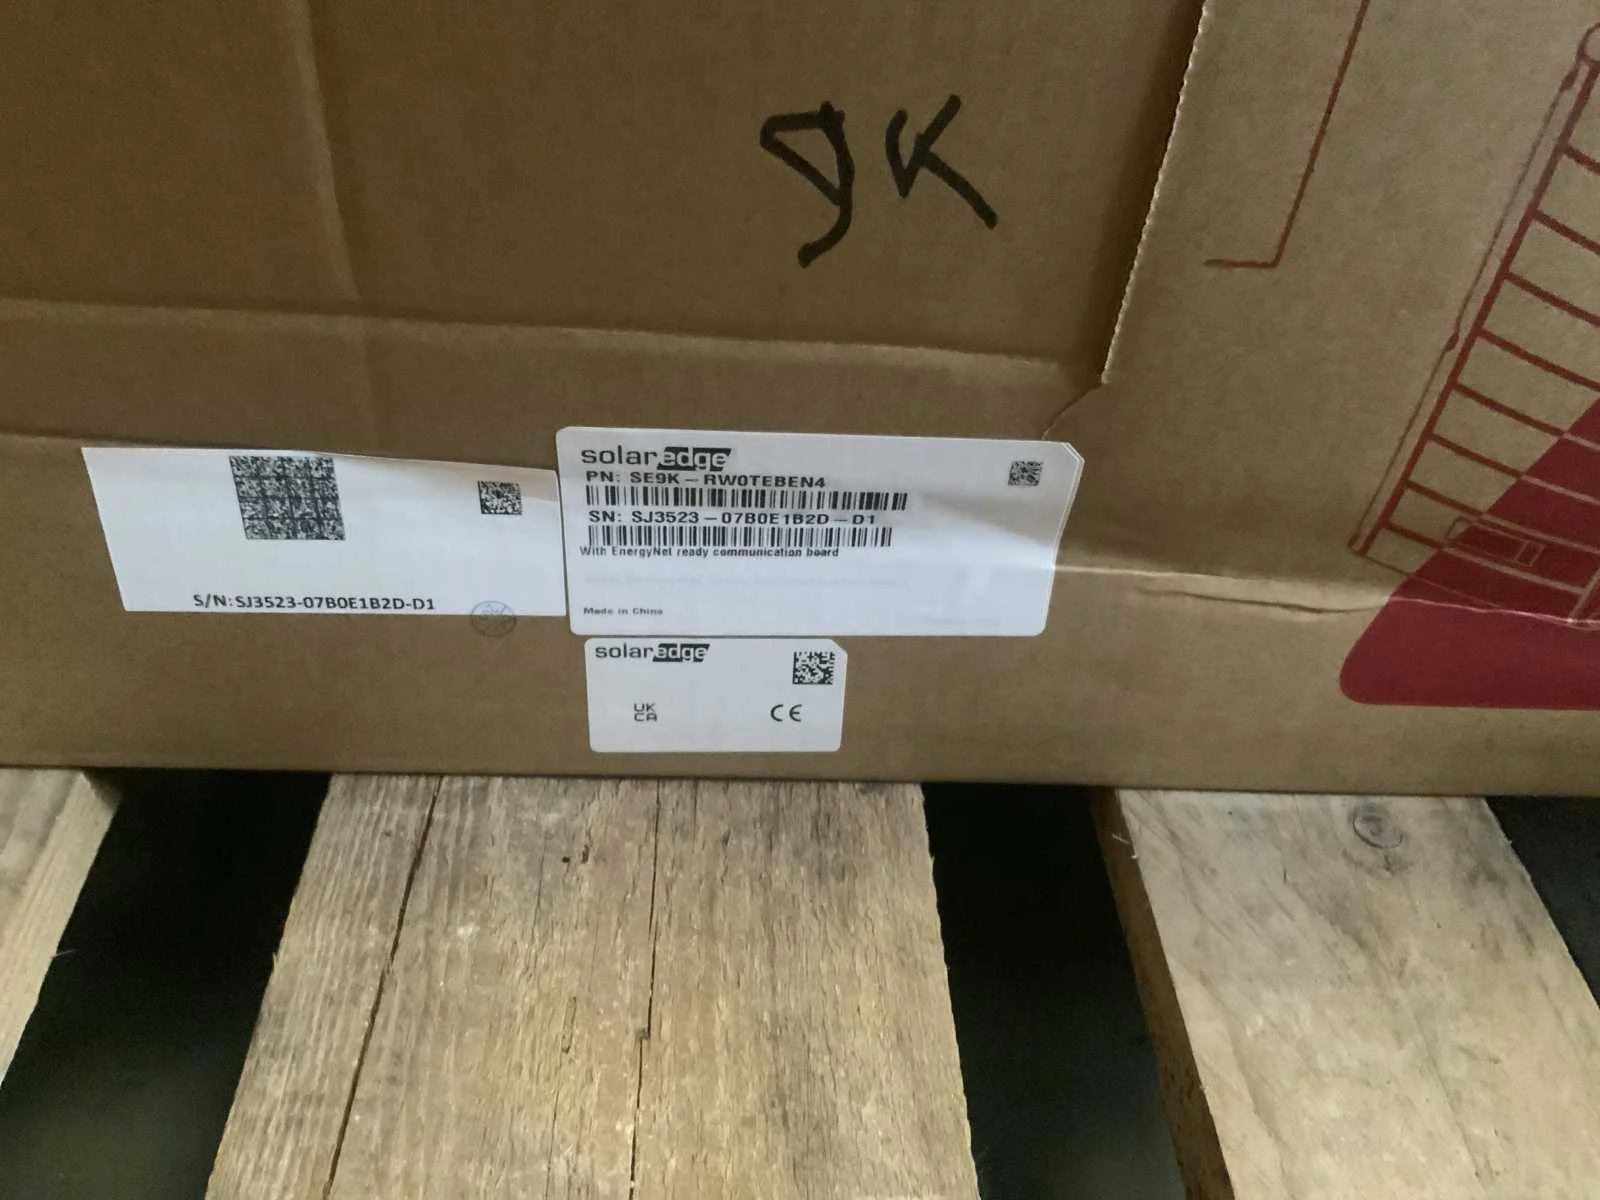 9K
S/N:SJ3523-07B0E1B2D-D1
solaredge
PN: SE9K-RW0TEBEN4
SN: SJ3523-07B0E1B2D-D1
With EnergyNet ready communication board
Made in China
solaredge
UK
CA
CE